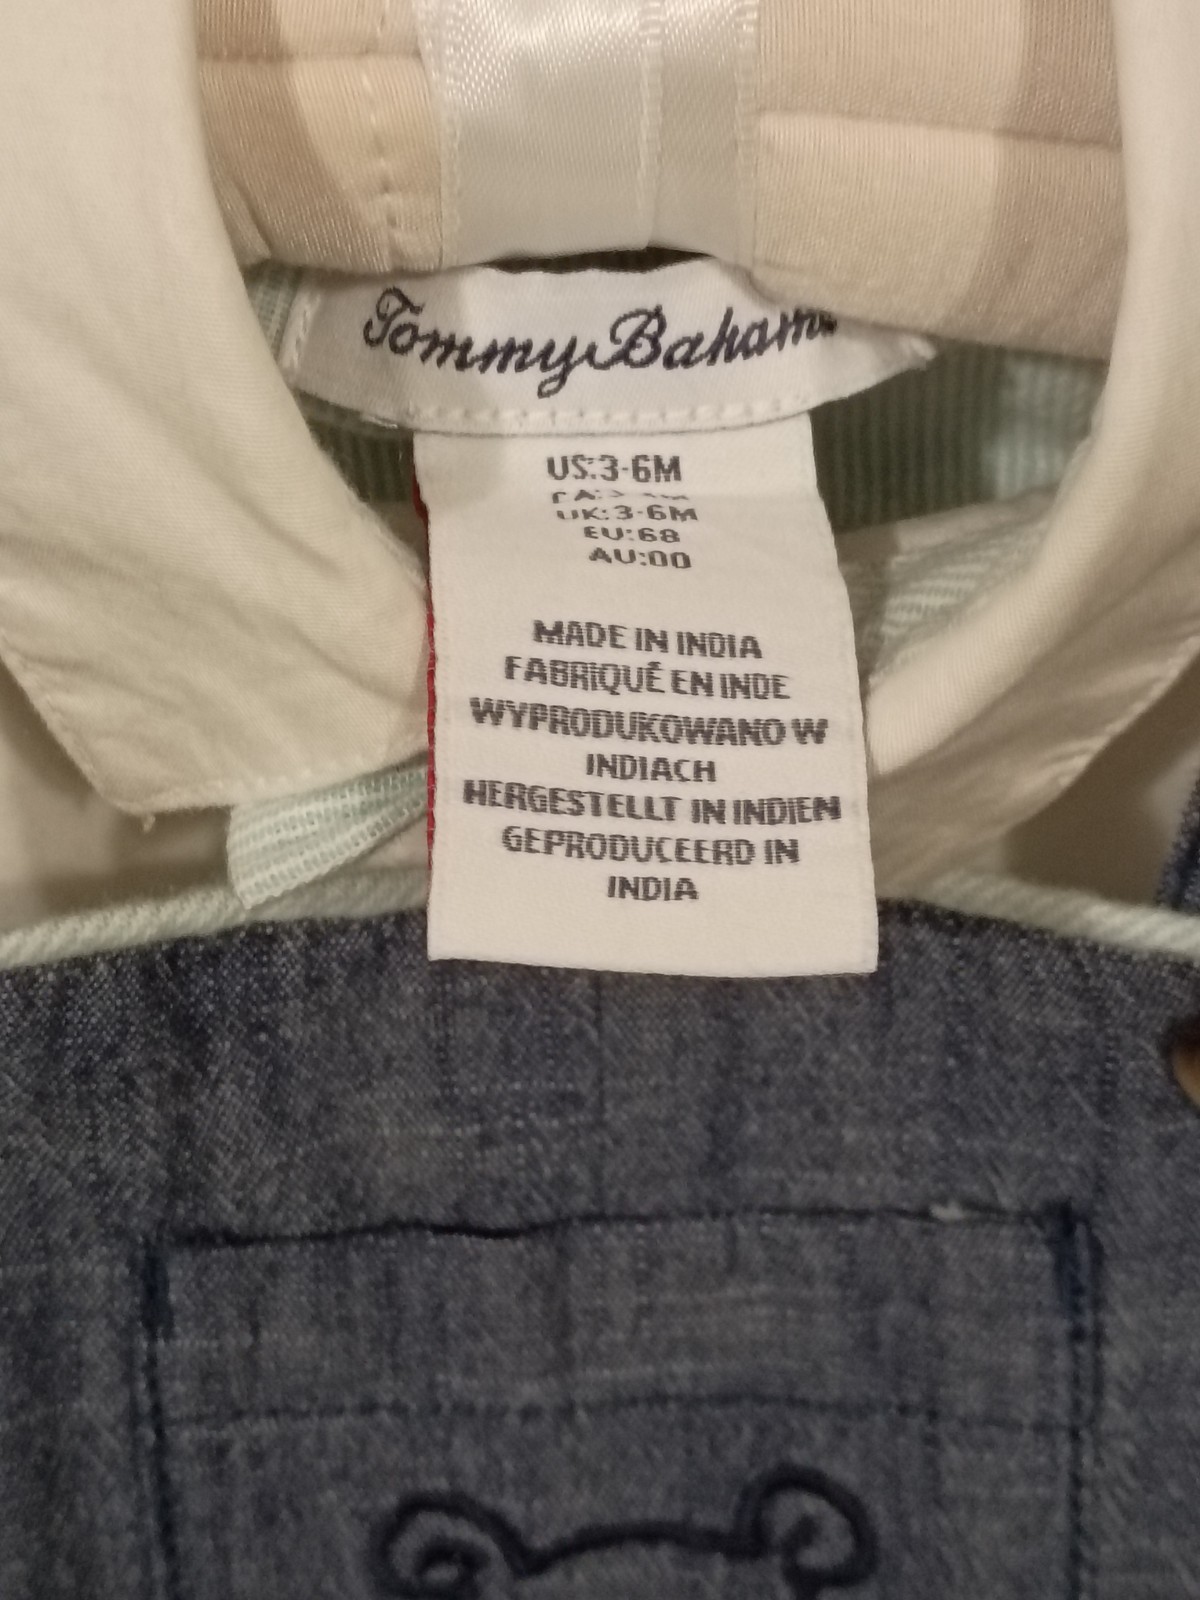 Tommy Bahama
US:3-6M
UK:3-6M
EU:68
AU:00
MADE IN INDIA
FABRIQUÉ EN INDE
WYPRODUKOWANO W
INDIACH
HERGESTELLT IN INDIEN
GEPRODUCEERD IN
INDIA